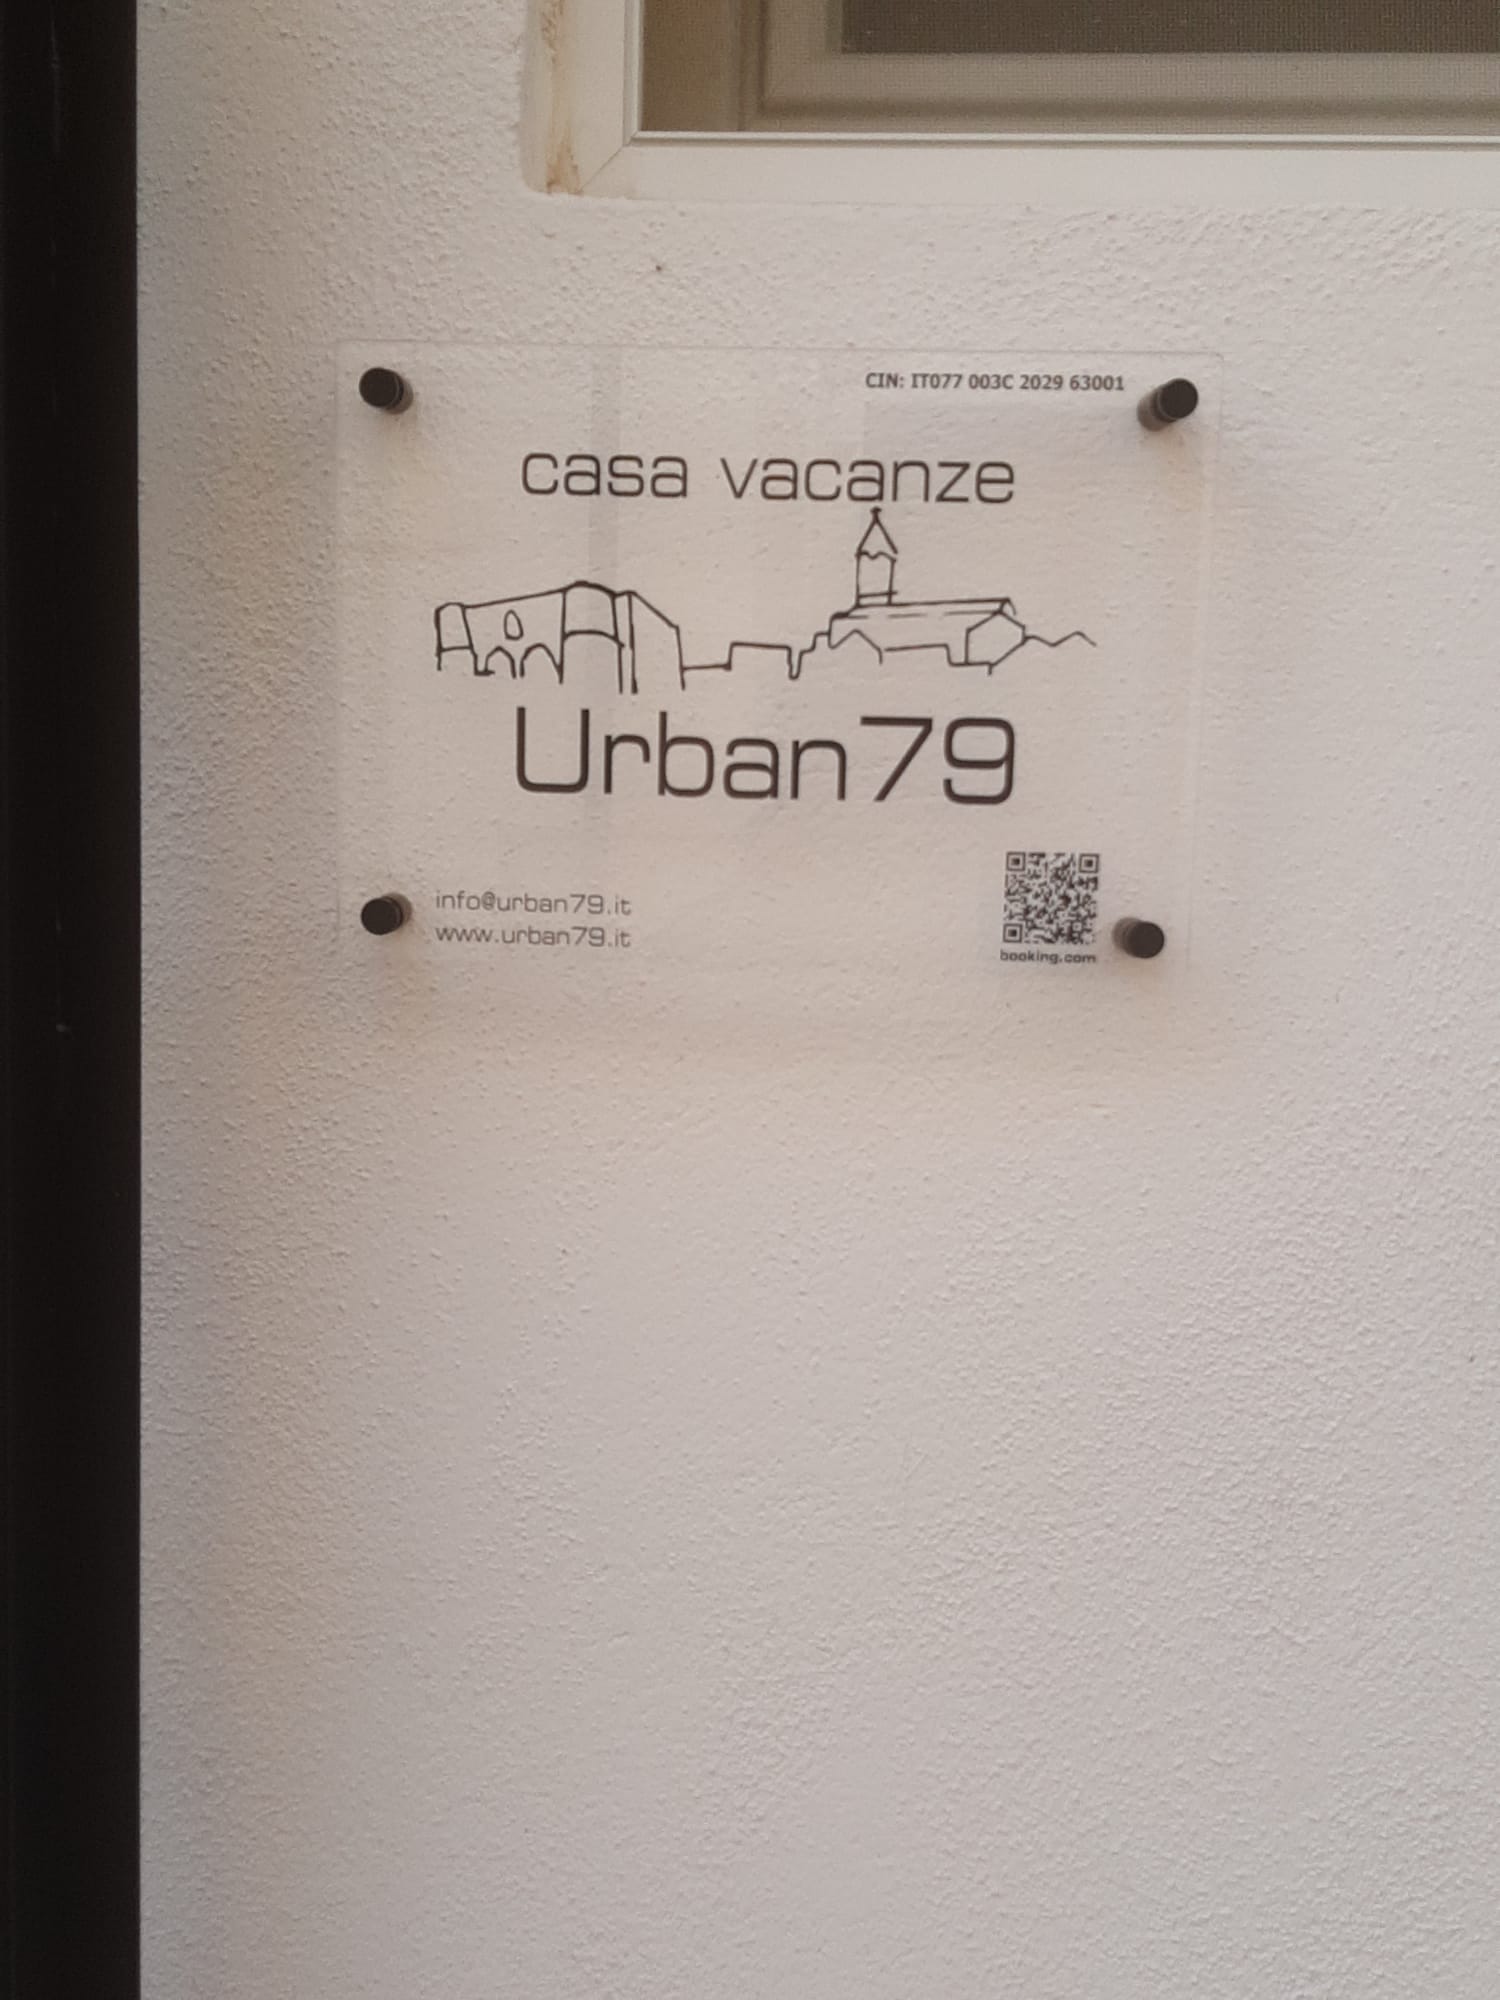 CIN: IT077 003C 2029 63001
casa vacanze
Urban79
info@urban79.it
www.urban79.it
booking.com